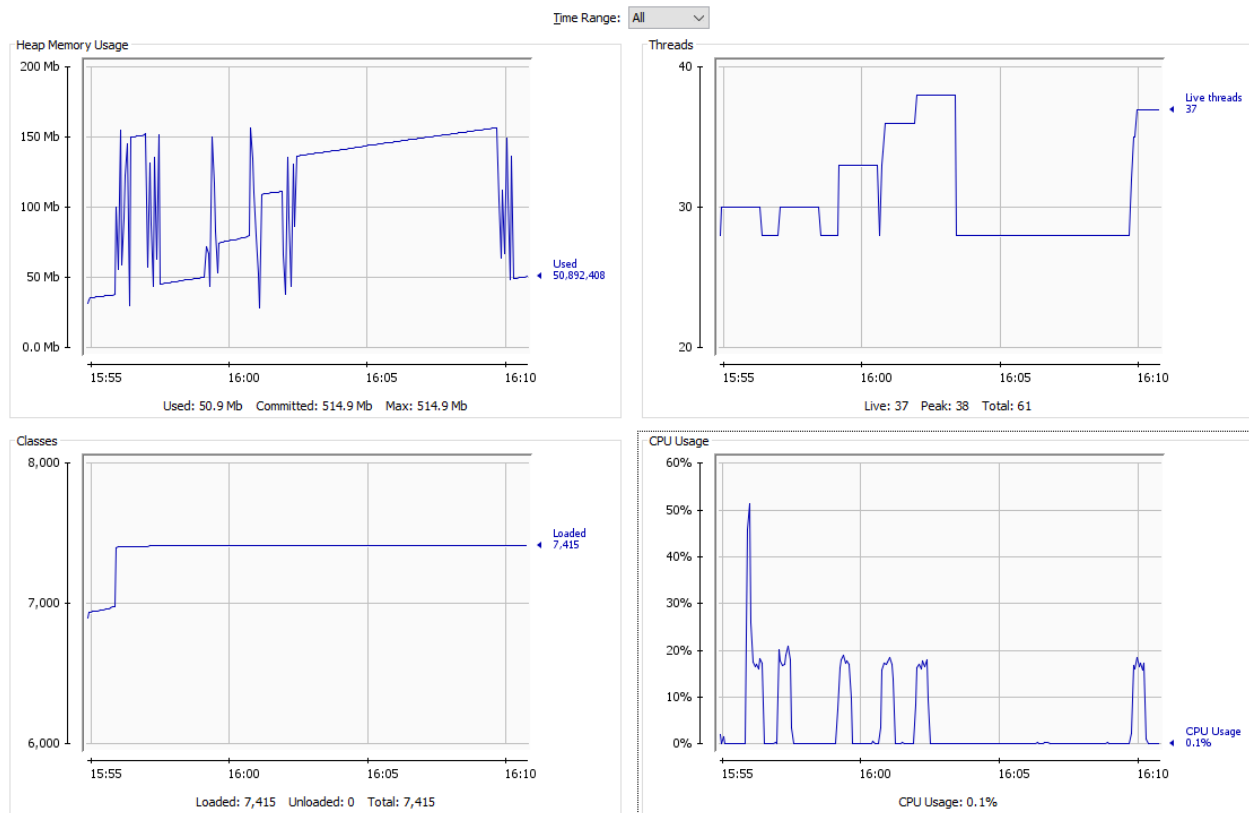 Time Range: All
Heap Memory Usage
200 Mb
150 Mb
100 Mb
50 Mb
0.0 Mb
Used
50,892,408
15:55 16:00 16:05 16:10
Used: 50.9 Mb Committed: 514.9 Mb Max: 514.9 Mb
Threads
40
30
20
Live threads
37
15:55 16:00 16:05 16:10
Live: 37 Peak: 38 Total: 61
Classes
8,000
7,000
6,000
Loaded
7,415
15:55 16:00 16:05 16:10
Loaded: 7,415 Unloaded: 0 Total: 7,415
CPU Usage
60%
50%
40%
30%
20%
10%
0%
CPU Usage
0.1%
15:55 16:00 16:05 16:10
CPU Usage: 0.1%